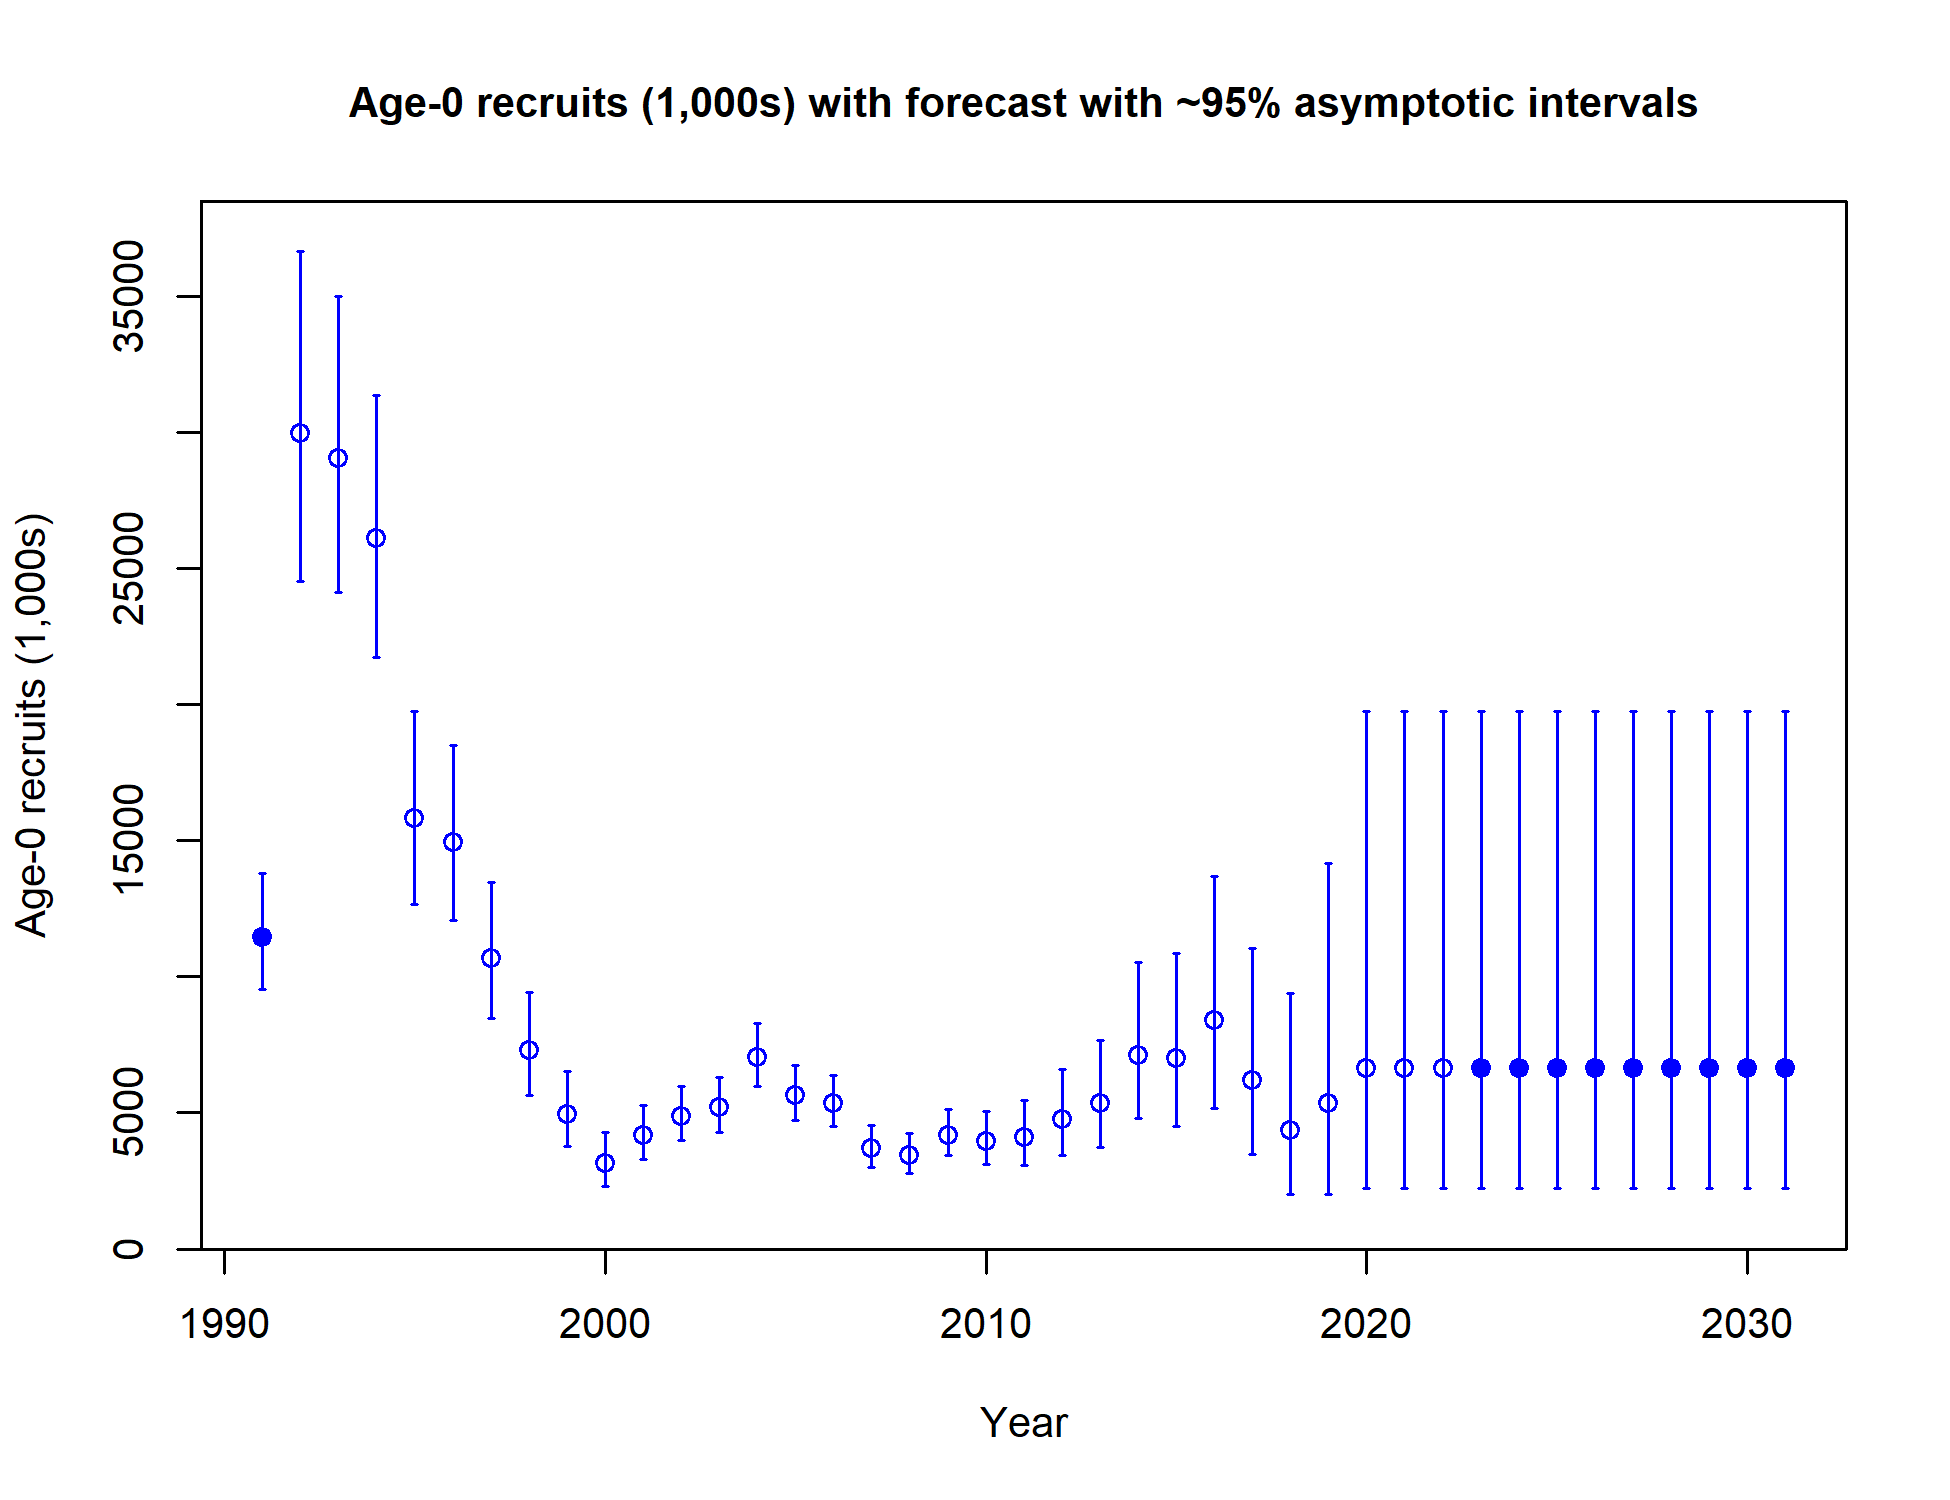 Age-0 recruits (1,000s) with forecast with ~95% asymptotic intervals
Age-0 recruits (1,000s)
35000
25000
15000
5000
0
1990 2000 2010 2020 2030
Year